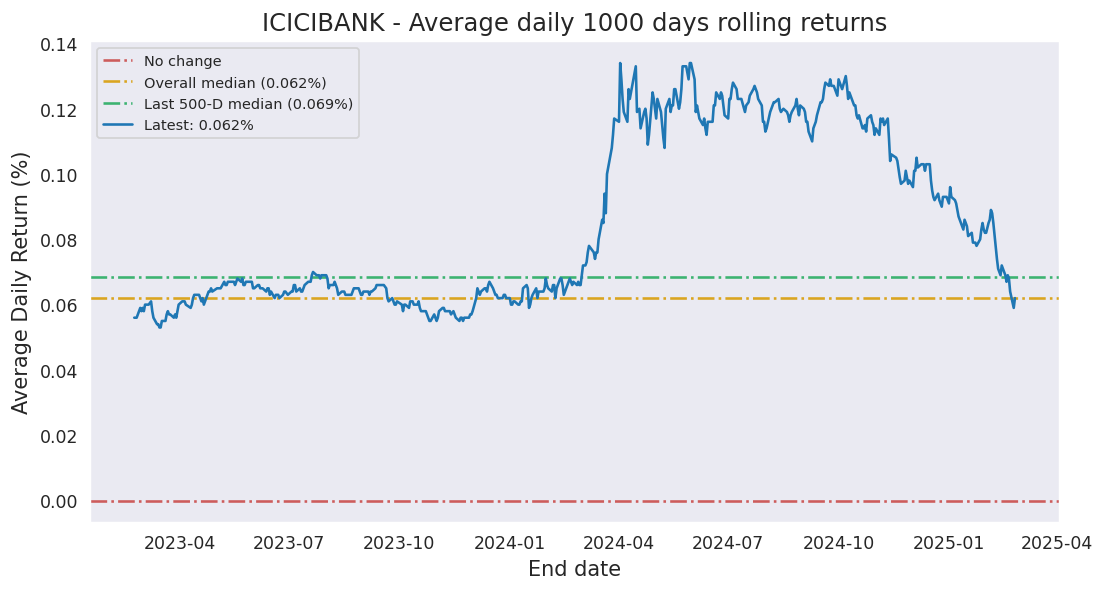 ICICIBANK - Average daily 1000 days rolling returns
No change
Overall median (0.062%)
Last 500-D median (0.069%)
Latest: 0.062%
Average Daily Return (%)
0.14
0.12
0.10
0.08
0.06
0.04
0.02
0.00
2023-04 2023-07 2023-10 2024-01 2024-04 2024-07 2024-10 2025-01 2025-04
End date